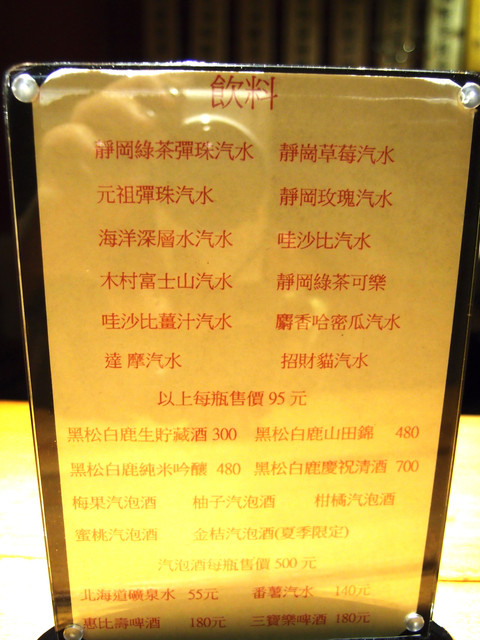 飲料
靜岡綠茶彈珠汽水 靜崗草莓汽水
元祖彈珠汽水 靜岡玫瑰汽水
海洋深層水汽水 哇沙比汽水
木村富士山汽水 靜岡綠茶可樂
哇沙比薑汁汽水 麝香哈密瓜汽水
達 摩汽水 招財貓汽水
以上每瓶售價 95 元
黑松白鹿生貯藏酒 300 黑松白鹿山田錦 480
黑松白鹿純米吟釀 480 黑松白鹿慶祝清酒 700
梅果汽泡酒 柚子汽泡酒 柑橘汽泡酒
蜜桃汽泡酒 金桔汽泡酒(夏季限定)
汽泡酒每瓶售價 500 元
北海道礦泉水 55元 番薯汽水 140元
惠比壽啤酒 180元 三寶樂啤酒 180元